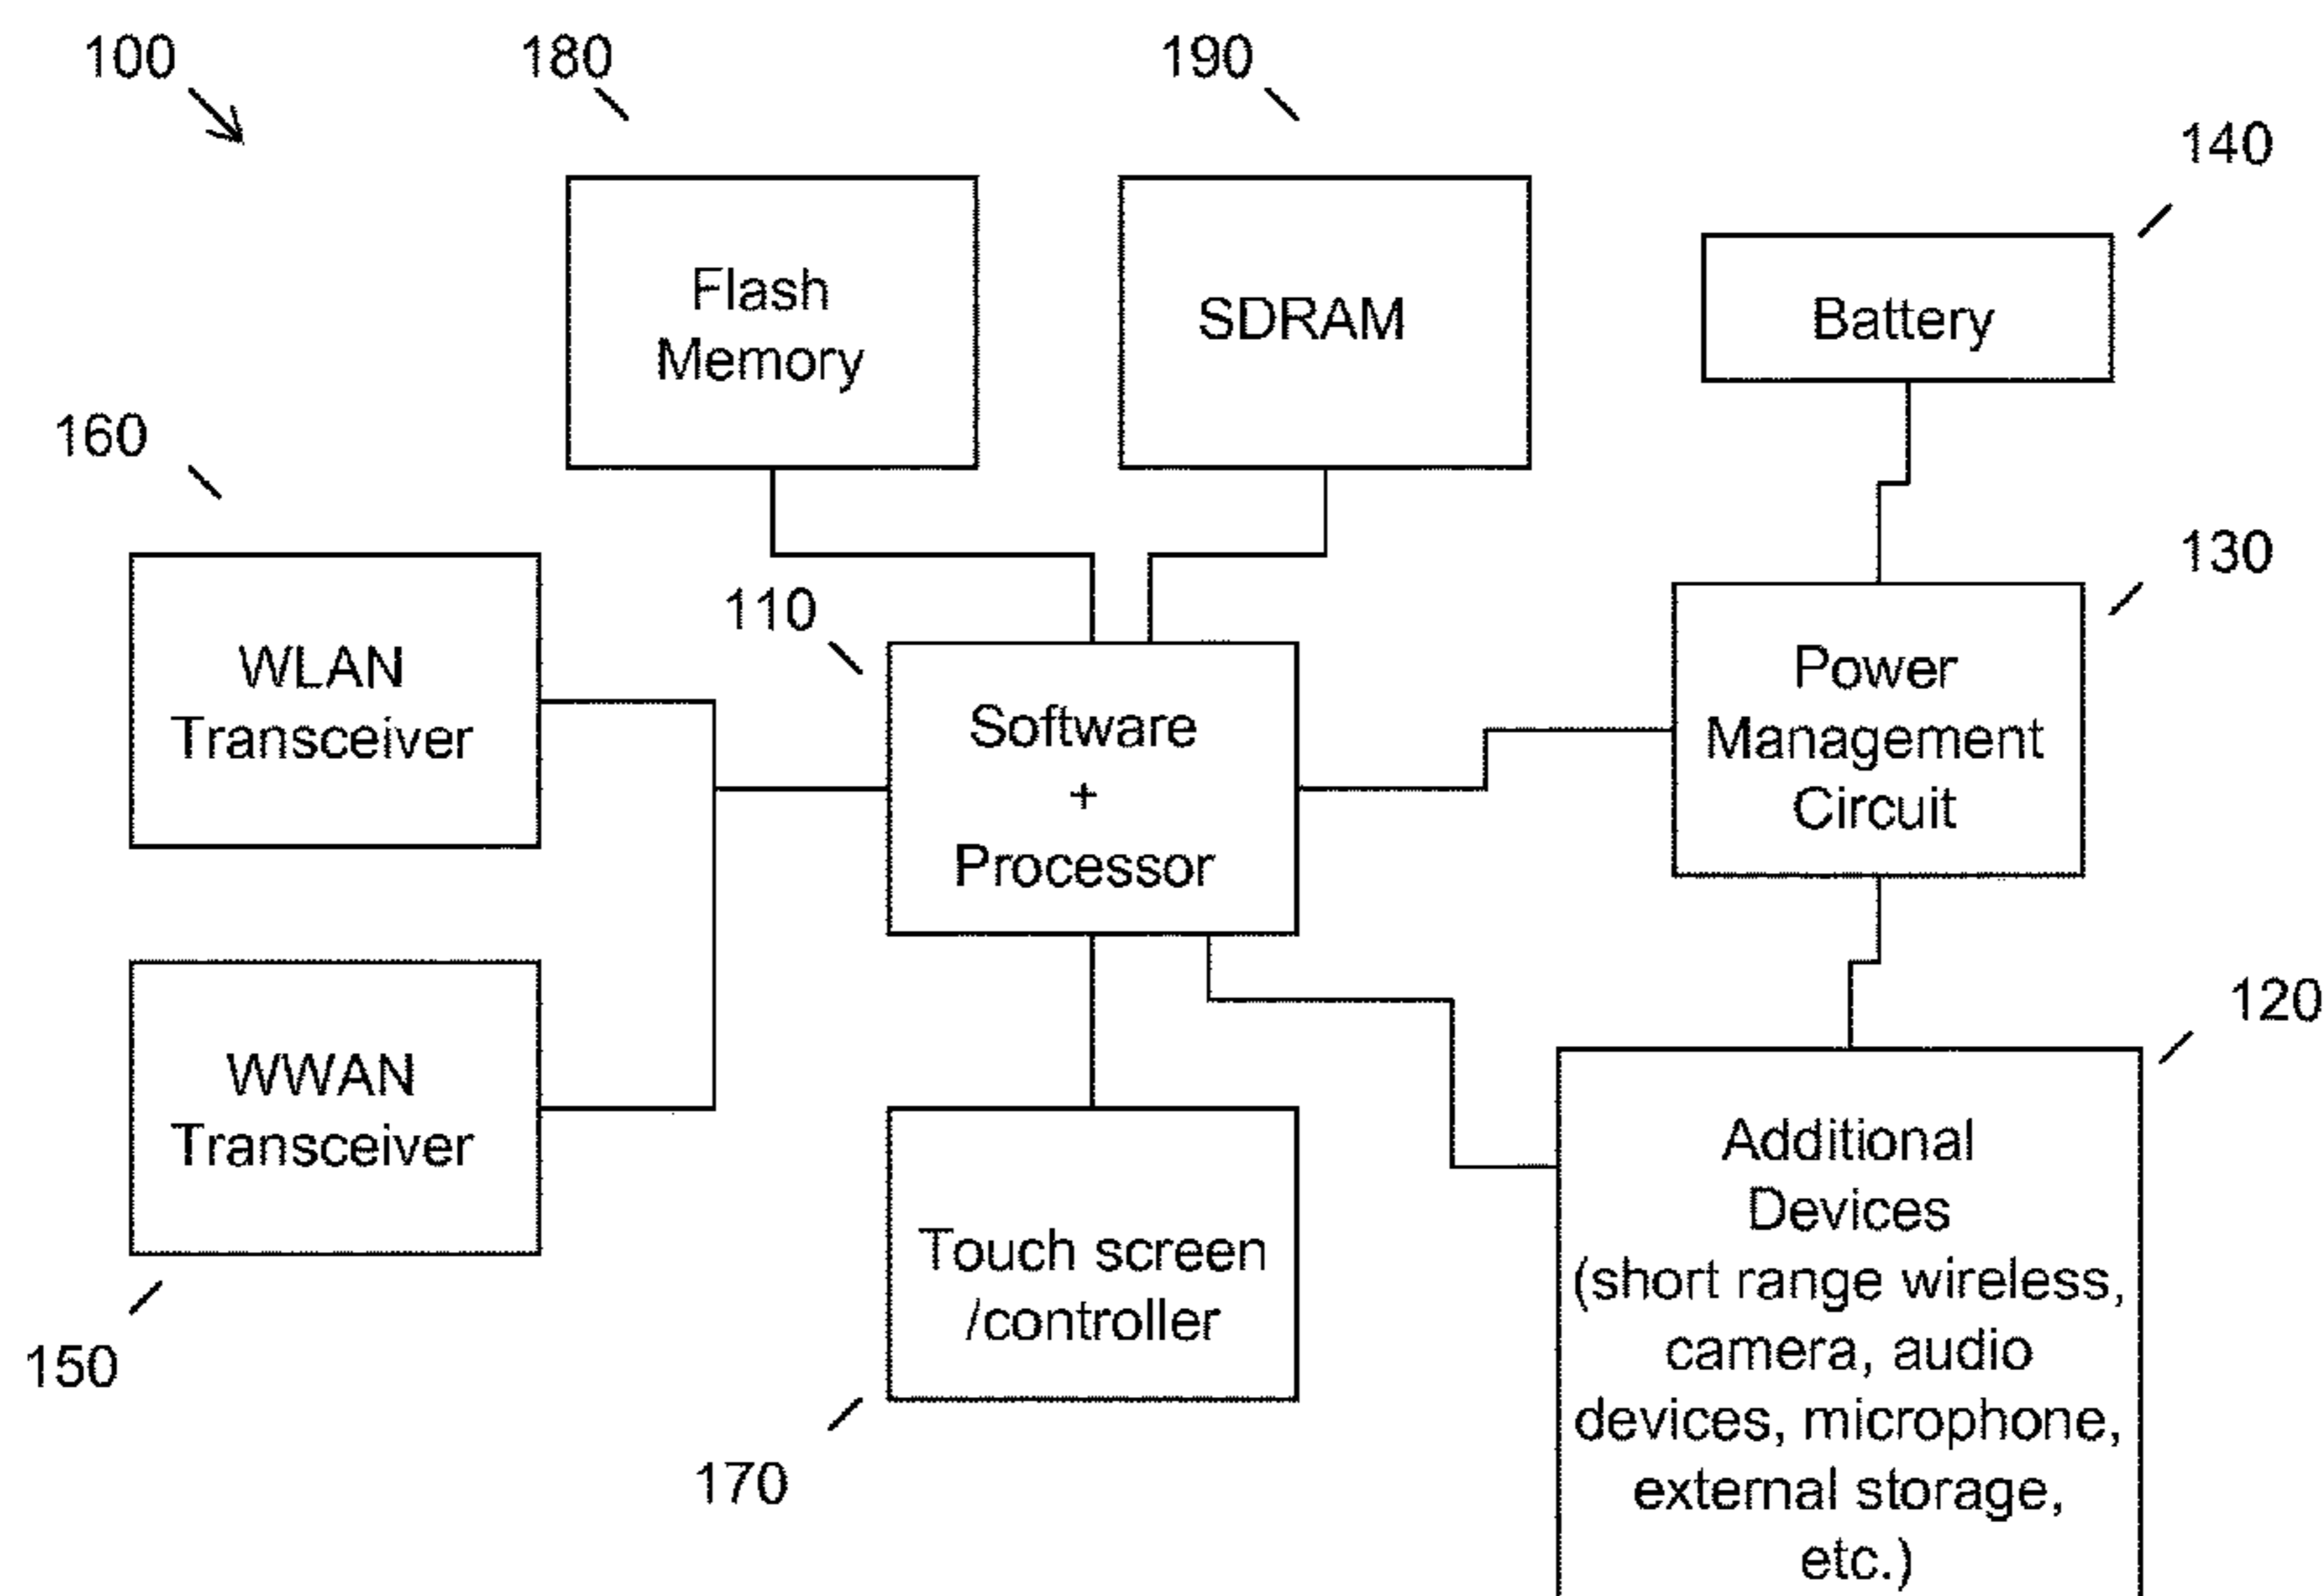 100
180
190
140
Flash
Memory
SDRAM
Battery
160
130
110
WLAN
Transceiver
Software
+
Processor
Power
Management
Circuit
120
WWAN
Transceiver
Touch screen
/controller
Additional
Devices
(short range wireless,
camera, audio
devices, microphone,
external storage,
etc.)
150
170